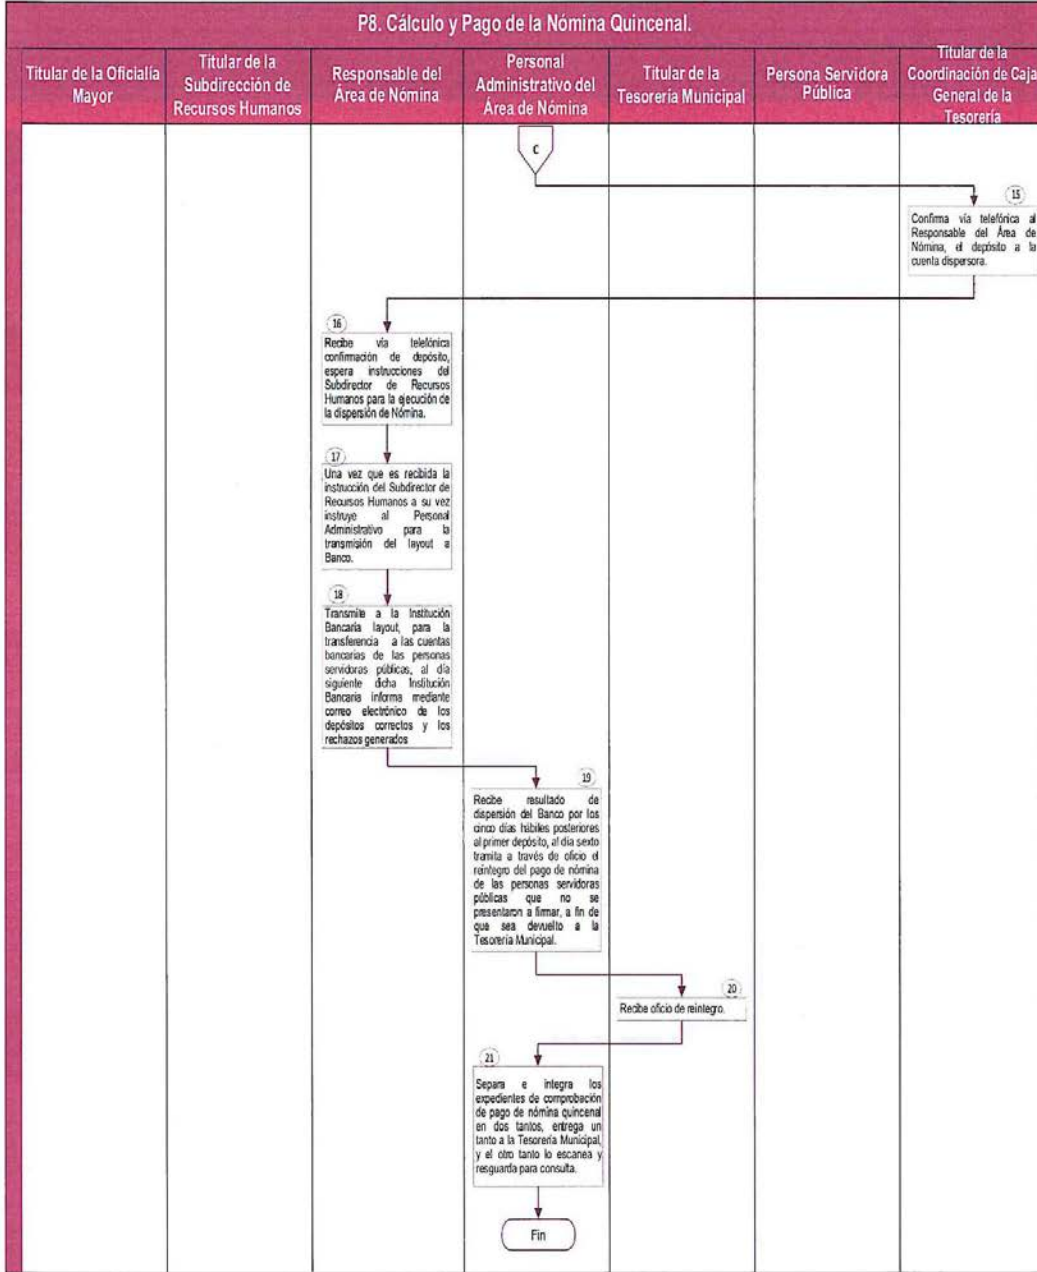 P8. Cálculo y Pago de la Nómina Quincenal.
Titular de la Oficialía
Mayor
Titular de la
Subdirección de
Recursos Humanos
Responsable del
Área de Nómina
Personal
Administrativo del
Área de Nómina
Titular de la
Tesorería Municipal
Persona Servidora
Pública
Titular de la
Coordinación de Caja
General de la
Tesorería
C
15
Confirma vía telefónica al
Responsable del Área de
Nómina, el depósito a la
cuenta dispersora.
16
Recibe vía telefónica
confirmación de depósito,
espera instrucciones del
Subdirector de Recursos
Humanos para la ejecución de
la dispersión de Nómina.
17
Una vez que es recibida la
instrucción del Subdirector de
Recursos Humanos a su vez
instruye al Personal
Administrativo para la
transmisión del layout a
Banco.
18
Transmite a la Institución
Bancaria layout, para la
transferencia a las cuentas
bancarias de las personas
servidoras públicas, al día
siguiente dicha Institución
Bancaria informa mediante
correo electrónico de los
depósitos correctos y los
rechazos generados
19
Recibe resultado de
dispersión del Banco por los
cinco días hábiles posteriores
al primer depósito, al día sexto
tramita a través de oficio el
reintegro del pago de nómina
de las personas servidoras
públicas que no se
presentaron a firmar, a fin de
que sea devuelto a la
Tesorería Municipal.
20
Recibe oficio de reintegro.
21
Separa e integra los
expedientes de comprobación
de pago de nómina quincenal
en dos tantos, entrega un
tanto a la Tesorería Municipal,
y el otro tanto lo escanea y
resguarda para consulta.
Fin